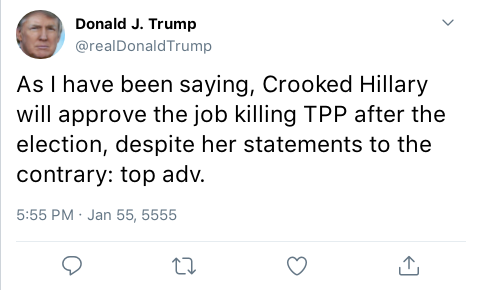 Donald J. Trump
@realDonaldTrump
As I have been saying, Crooked Hillary
will approve the job killing TPP after the
election, despite her statements to the
contrary: top adv.
5:55 PM · Jan 55, 5555